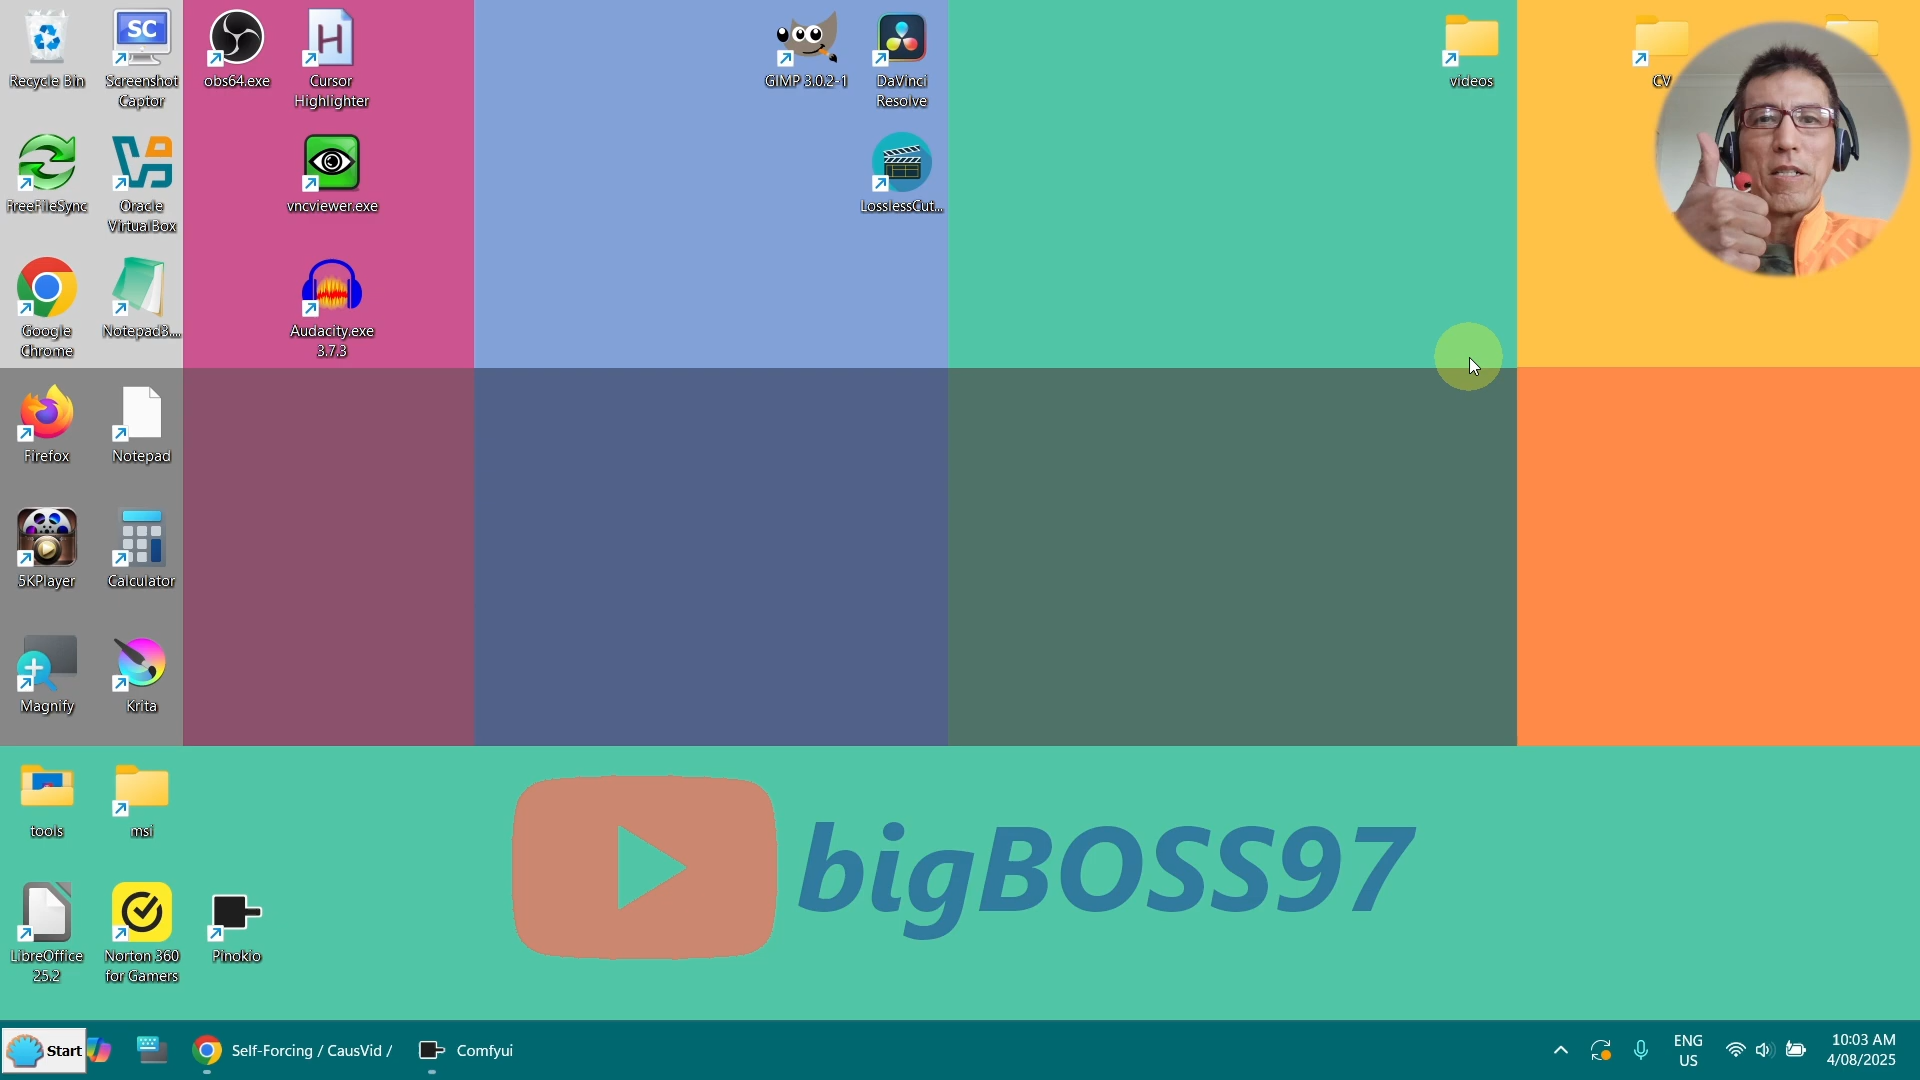 Recycle Bin
Screenshot
Captor
obs64.exe
Cursor
Highlighter
GIMP 3.0.2-1
DaVinci
Resolve
videos
CV
SC
H
FreeFileSync
Oracle
VirtualBox
vncviewer.exe
LosslessCut...
Google
Chrome
Notepad3....
Audacity.exe
3.7.3
Firefox
Notepad
5KPlayer
Calculator
Magnify
Krita
tools
msi
bigBOSS97
LibreOffice
25.2
Norton 360
for Gamers
Pinokio
Start
Self-Forcing / CausVid /
Comfyui
ENG
US
10:03 AM
4/08/2025